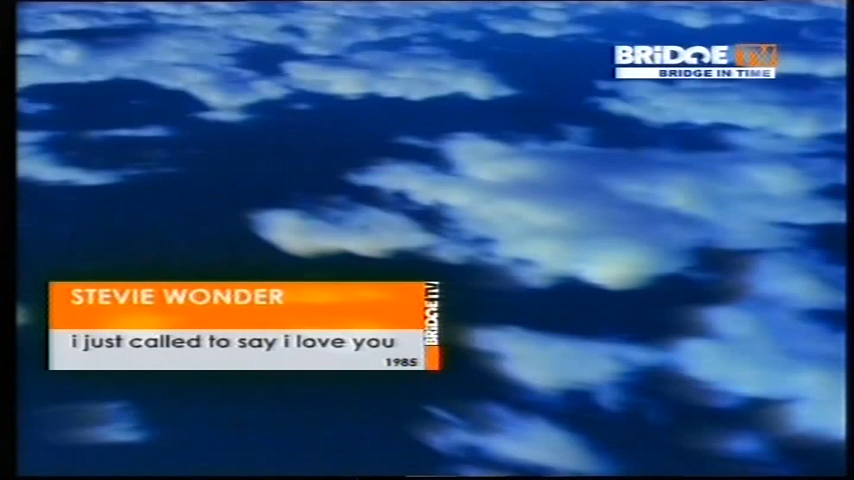 BRiDGE TV
BRIDGE IN TIME
STEVIE WONDER
i just called to say i love you
1985
BRiDGE TV